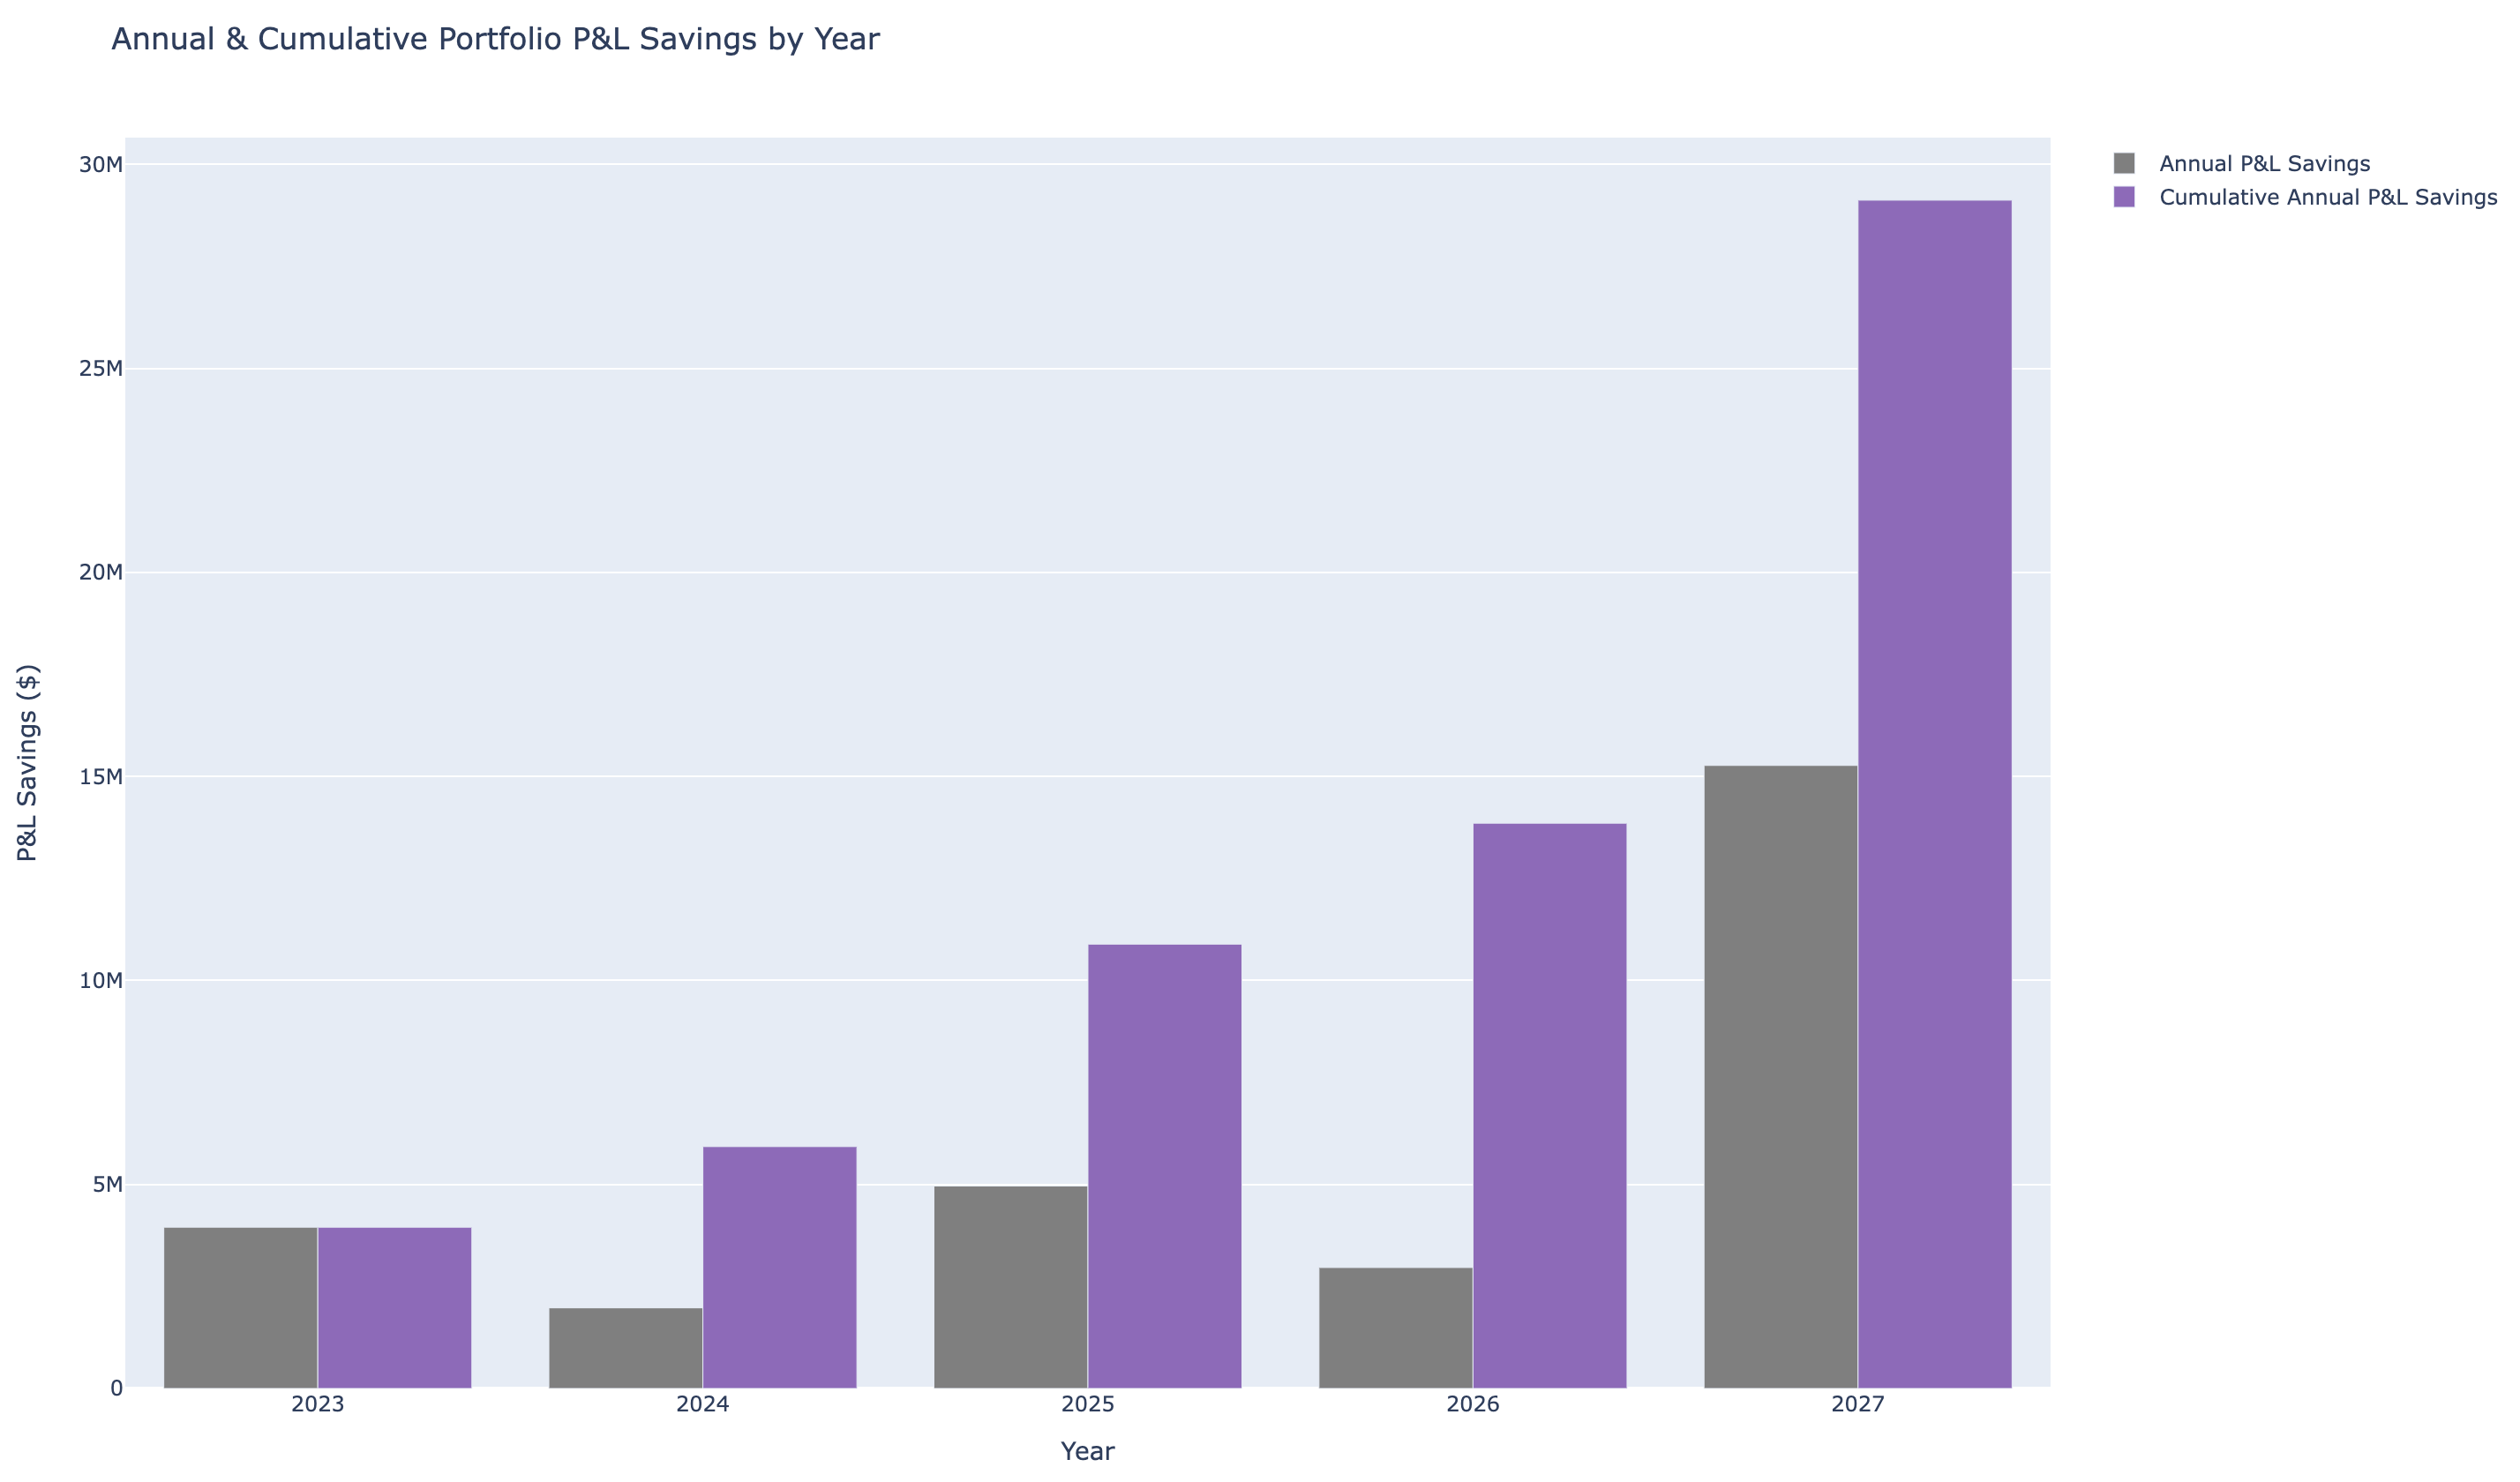 Annual & Cumulative Portfolio P&L Savings by Year
30M
25M
20M
15M
10M
5M
0
P&L Savings ($)
2023
2024
2025
2026
2027
Year
Annual P&L Savings
Cumulative Annual P&L Savings